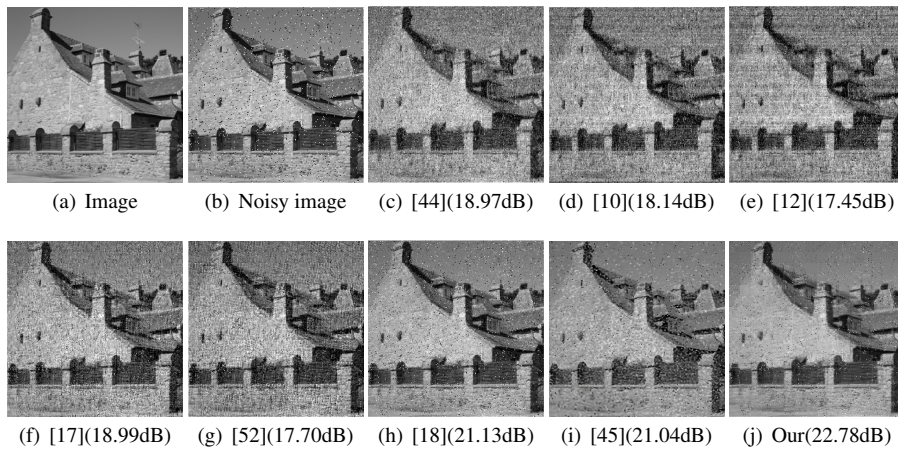 (a) Image
(b) Noisy image
(c) [44](18.97dB)
(d) [10](18.14dB)
(e) [12](17.45dB)
(f) [17](18.99dB)
(g) [52](17.70dB)
(h) [18](21.13dB)
(i) [45](21.04dB)
(j) Our(22.78dB)